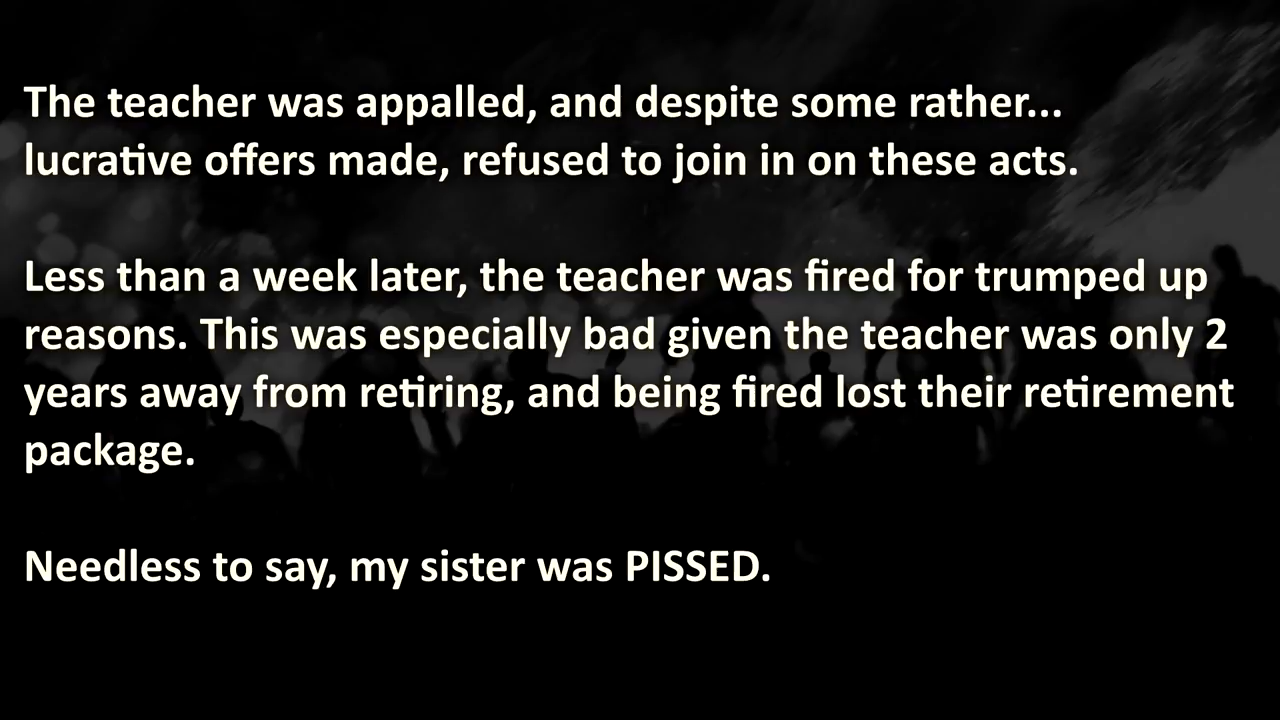 The teacher was appalled, and despite some rather...
lucrative offers made, refused to join in on these acts.
Less than a week later, the teacher was fired for trumped up
reasons. This was especially bad given the teacher was only 2
years away from retiring, and being fired lost their retirement
package.
Needless to say, my sister was PISSED.